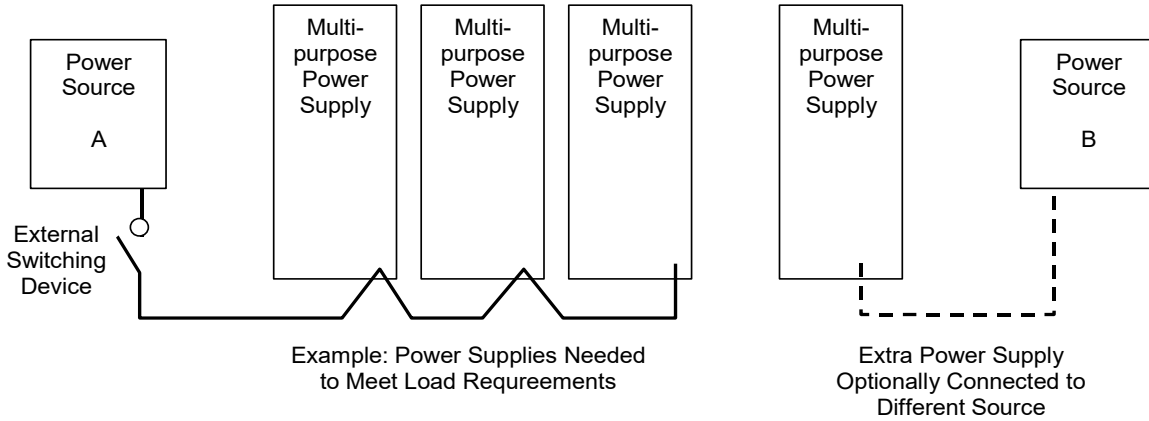 Power
Source
A
External
Switching
Device
Multi-
purpose
Power
Supply
Multi-
purpose
Power
Supply
Multi-
purpose
Power
Supply
Multi-
purpose
Power
Supply
Power
Source
B
Example: Power Supplies Needed
to Meet Load Requreements
Extra Power Supply
Optionally Connected to
Different Source